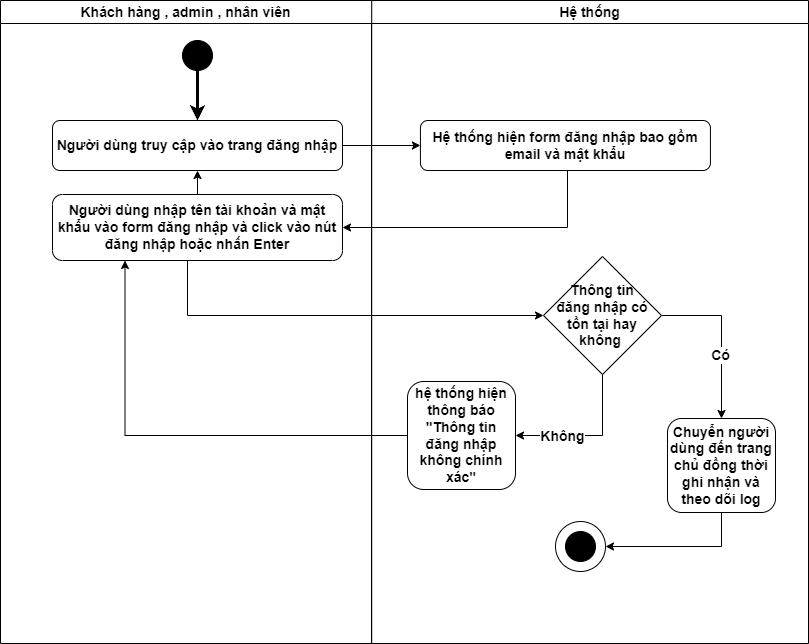 Khách hàng , admin , nhân viên
Hệ thống
Người dùng truy cập vào trang đăng nhập
Hệ thống hiện form đăng nhập bao gồm
email và mật khẩu
Người dùng nhập tên tài khoản và mật
khẩu vào form đăng nhập và click vào nút
đăng nhập hoặc nhấn Enter
Thông tin
đăng nhập có
tồn tại hay
không
Có
Không
hệ thống hiện
thông báo
"Thông tin
đăng nhập
không chính
xác"
Chuyển người
dùng đến trang
chủ đồng thời
ghi nhận và
theo dõi log